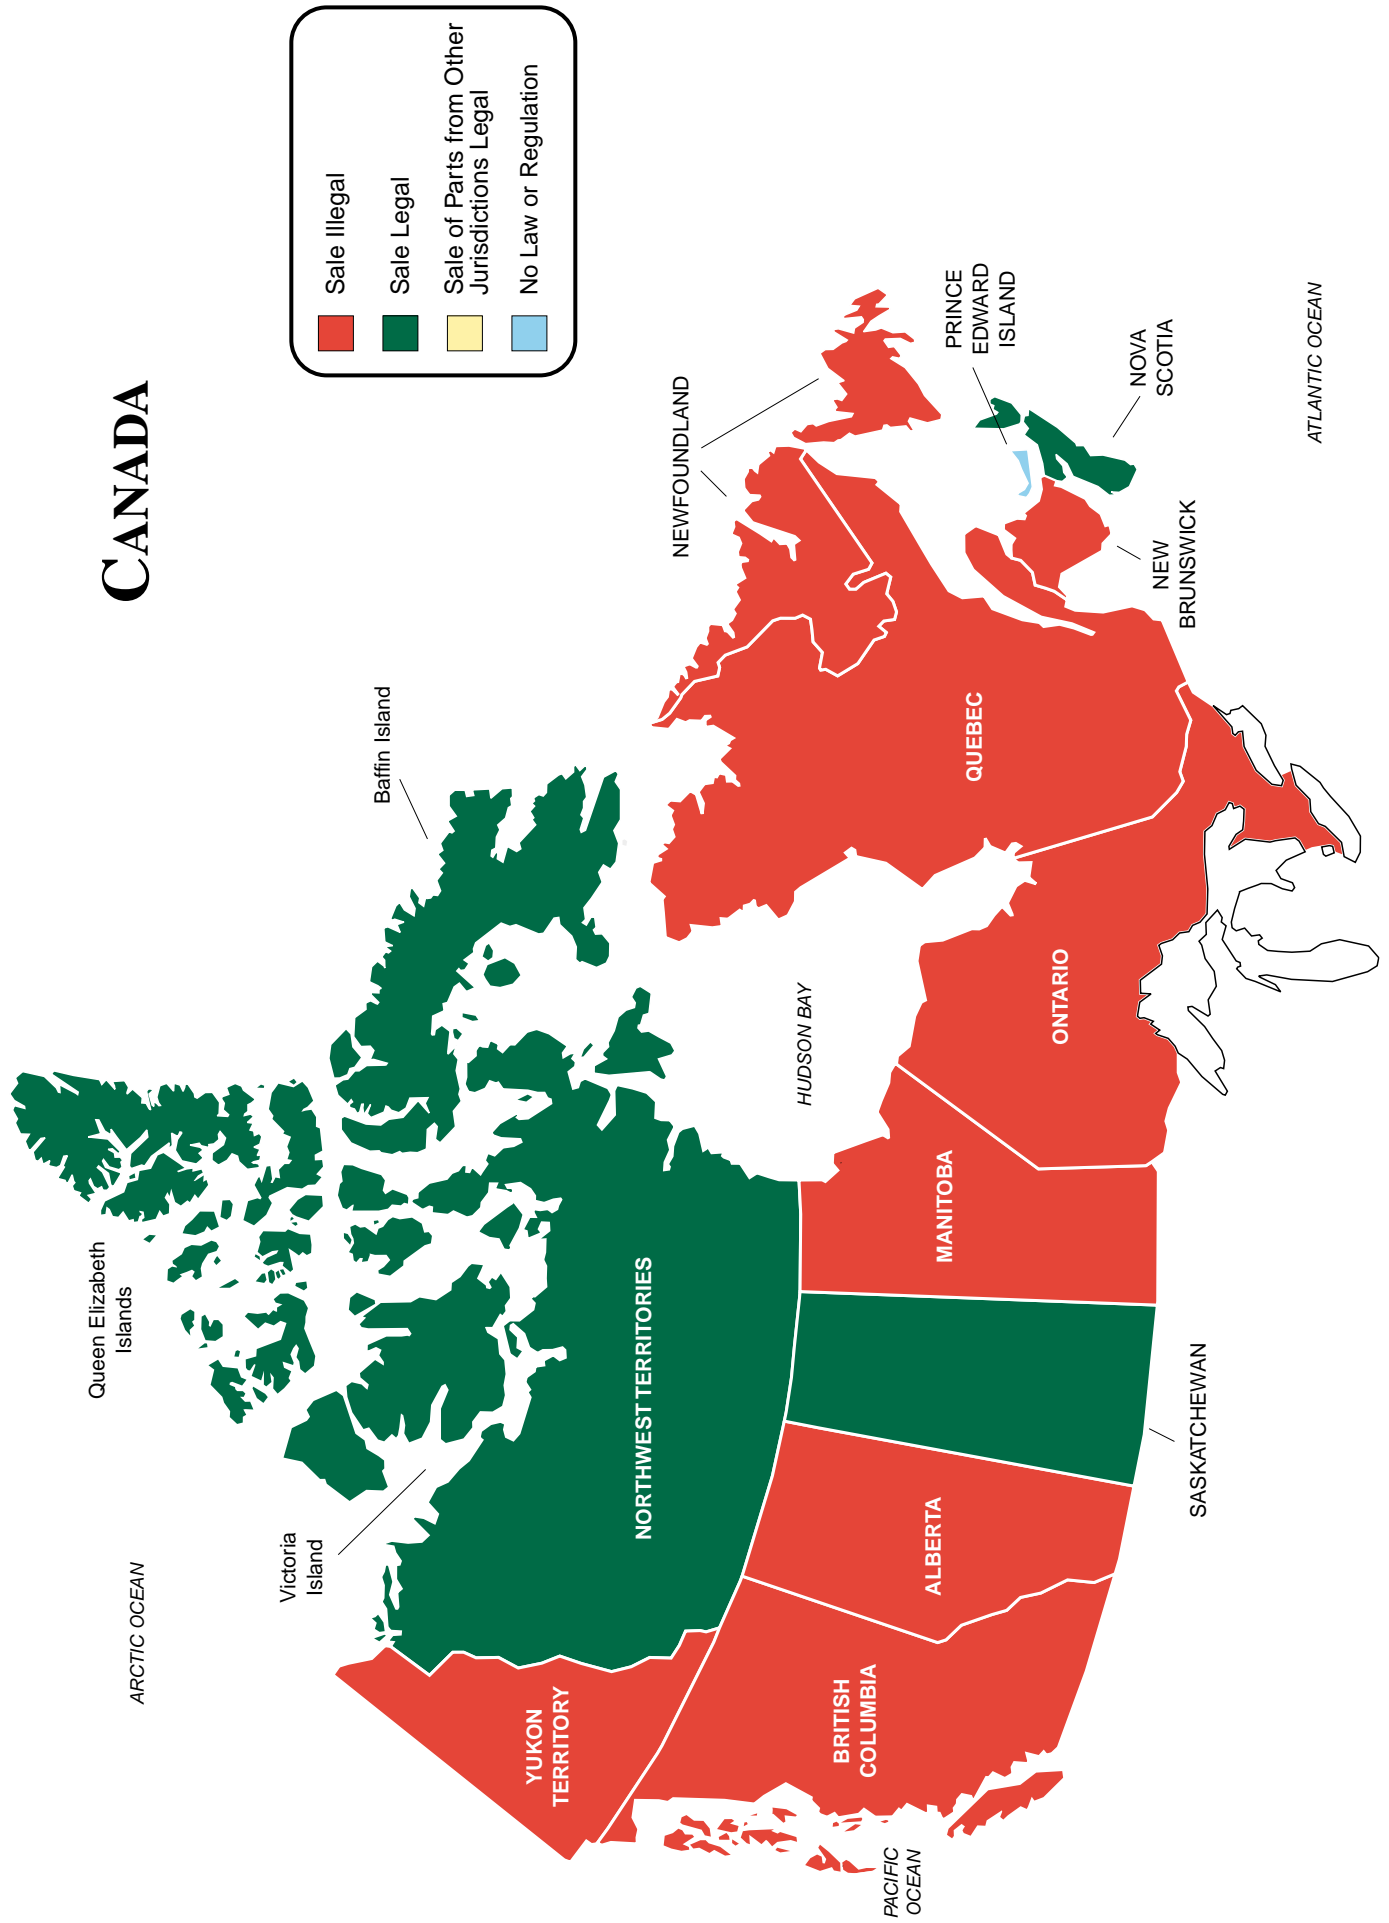 CANADA
Sale Illegal
Sale Legal
Sale of Parts from Other
Jurisdictions Legal
No Law or Regulation
ARCTIC OCEAN
Queen Elizabeth
Islands
Victoria
Island
Baffin Island
YUKON
TERRITORY
NORTHWEST TERRITORIES
NEWFOUNDLAND
HUDSON BAY
BRITISH
COLUMBIA
ALBERTA
SASKATCHEWAN
MANITOBA
ONTARIO
QUEBEC
PRINCE
EDWARD
ISLAND
NOVA
SCOTIA
NEW
BRUNSWICK
PACIFIC
OCEAN
ATLANTIC OCEAN